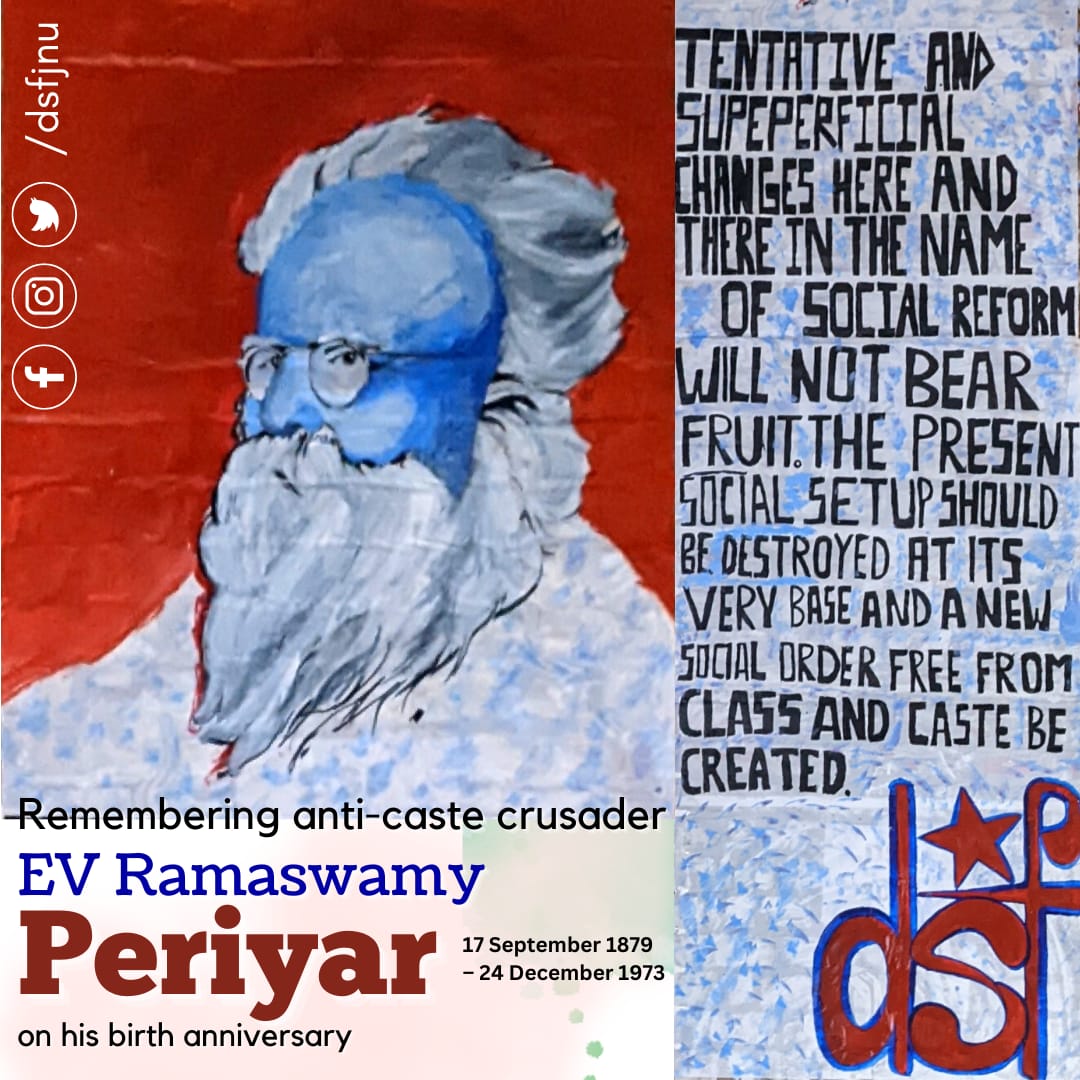 /dsfjnu
TENTATIVE AND
SUPEPERFICIAL
CHANGES HERE AND
THERE IN THE NAME
OF SOCIAL REFORM
WILL NOT BEAR
FRUIT. THE PRESENT
SOCIAL SETUP SHOULD
BE DESTROYED AT ITS
VERY BASE AND A NEW
SOCIAL ORDER FREE FROM
CLASS AND CASTE BE
CREATED.
dsf
Remembering anti-caste crusader
EV Ramaswamy
Periyar
17 September 1879
– 24 December 1973
on his birth anniversary